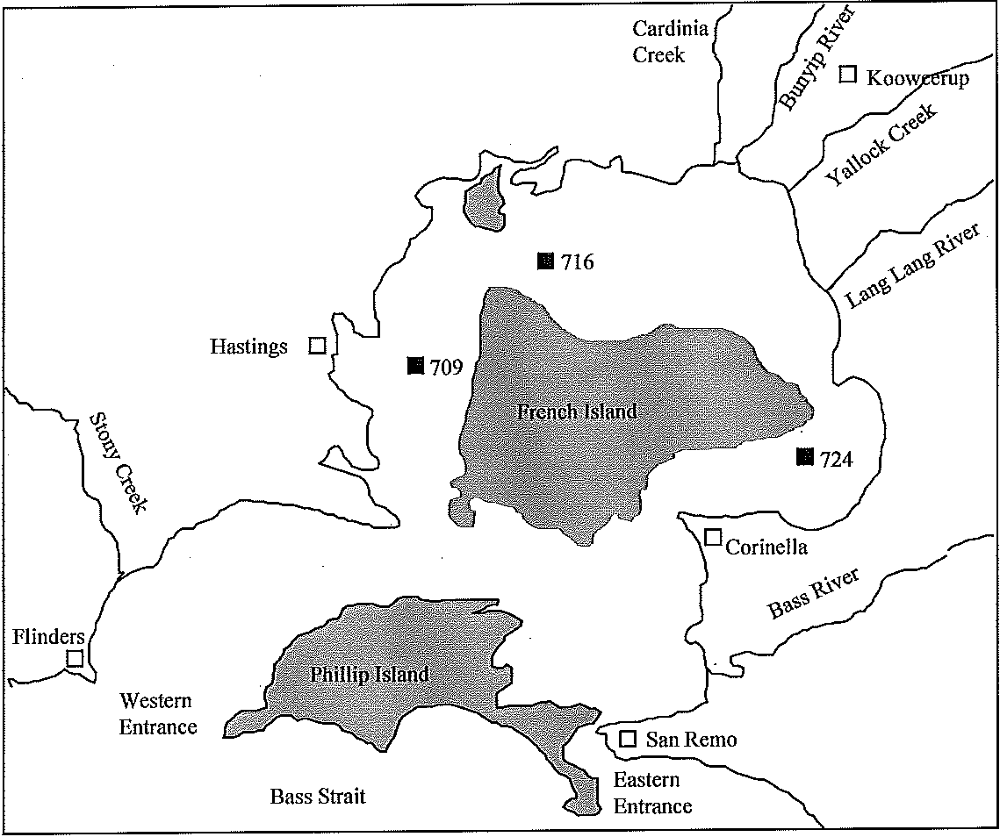 Cardinia
Creek
Bunyip River
Kooweerup
Yallock Creek
Lang Lang River
716
Hastings
709
French Island
724
Stony Creek
Corinella
Bass River
Flinders
Phillip Island
Western
Entrance
San Remo
Bass Strait
Eastern
Entrance